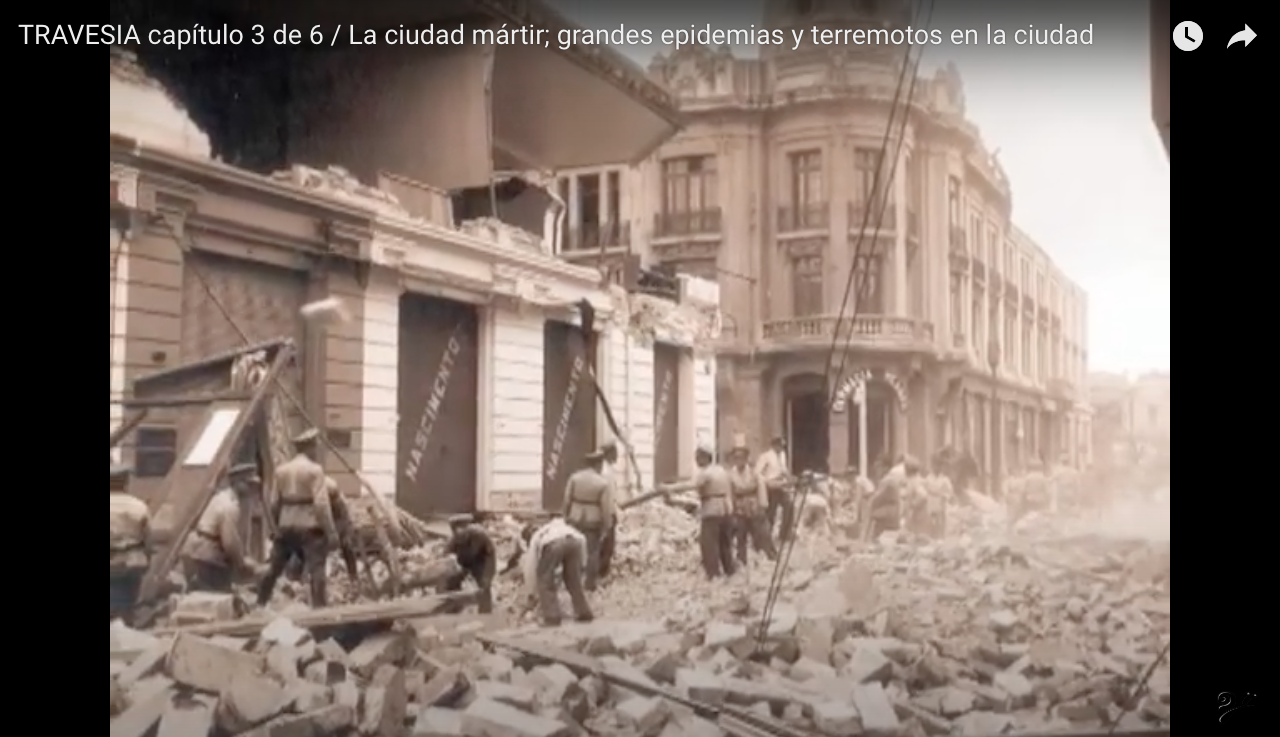 TRAVESIA capítulo 3 de 6 / La ciudad mártir; grandes epidemias y terremotos en la ciudad
NASCIMENTO
NASCIMENTO